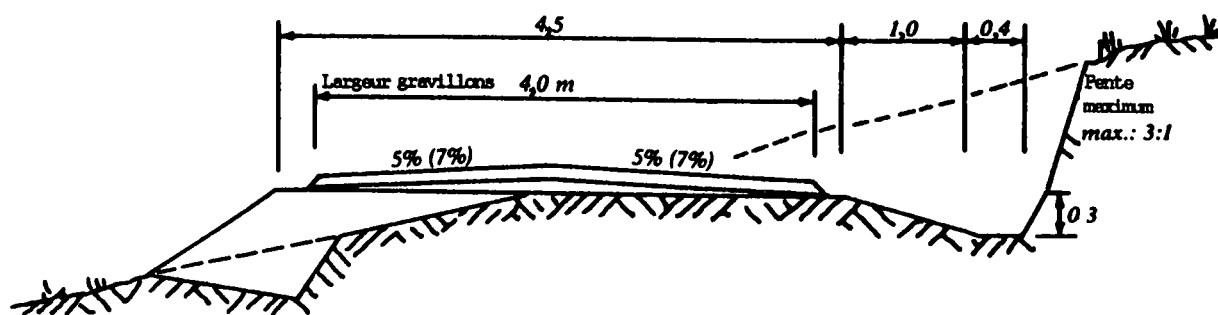 4,5
1,0
0,4
Largeur gravillons 4,0 m
Pente
maximum
max.: 3:1
5% (7%)
5% (7%)
0 3